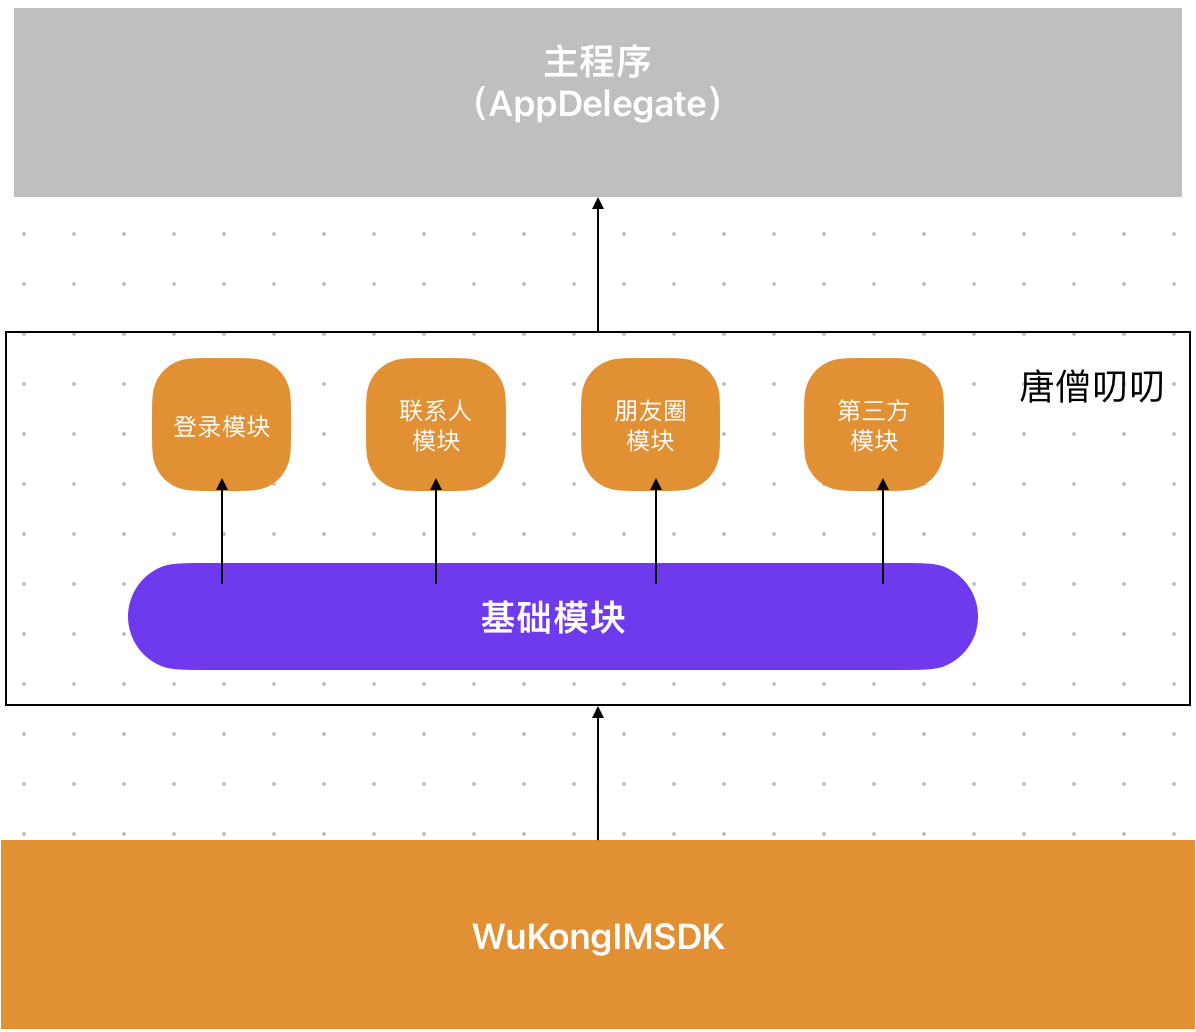 主程序
（AppDelegate）
唐僧叨叨
登录模块
联系人
模块
朋友圈
模块
第三方
模块
基础模块
WuKongIMSDK